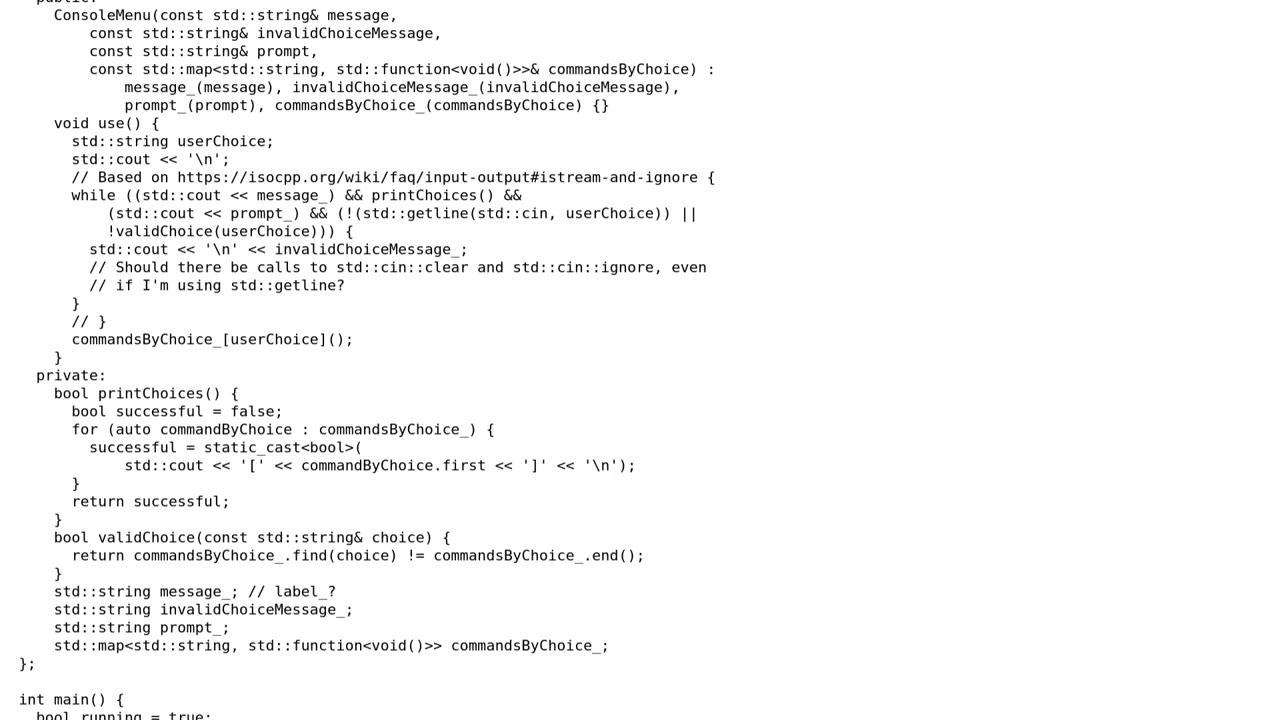 public:
    ConsoleMenu(const std::string& message,
        const std::string& invalidChoiceMessage,
        const std::string& prompt,
        const std::map<std::string, std::function<void()>>& commandsByChoice) :
            message_(message), invalidChoiceMessage_(invalidChoiceMessage),
            prompt_(prompt), commandsByChoice_(commandsByChoice) {}
    void use() {
      std::string userChoice;
      std::cout << '\n';
      // Based on https://isocpp.org/wiki/faq/input-output#istream-and-ignore {
      while ((std::cout << message_) && printChoices() &&
          (std::cout << prompt_) && (!(std::getline(std::cin, userChoice)) ||
          !validChoice(userChoice))) {
        std::cout << '\n' << invalidChoiceMessage_;
        // Should there be calls to std::cin::clear and std::cin::ignore, even
        // if I'm using std::getline?
      }
      // }
      commandsByChoice_[userChoice]();
    }
  private:
    bool printChoices() {
      bool successful = false;
      for (auto commandByChoice : commandsByChoice_) {
        successful = static_cast<bool>(
            std::cout << '[' << commandByChoice.first << ']' << '\n');
      }
      return successful;
    }
    bool validChoice(const std::string& choice) {
      return commandsByChoice_.find(choice) != commandsByChoice_.end();
    }
    std::string message_; // label_?
    std::string invalidChoiceMessage_;
    std::string prompt_;
    std::map<std::string, std::function<void()>> commandsByChoice_;
};

int main() {
  bool running = true;